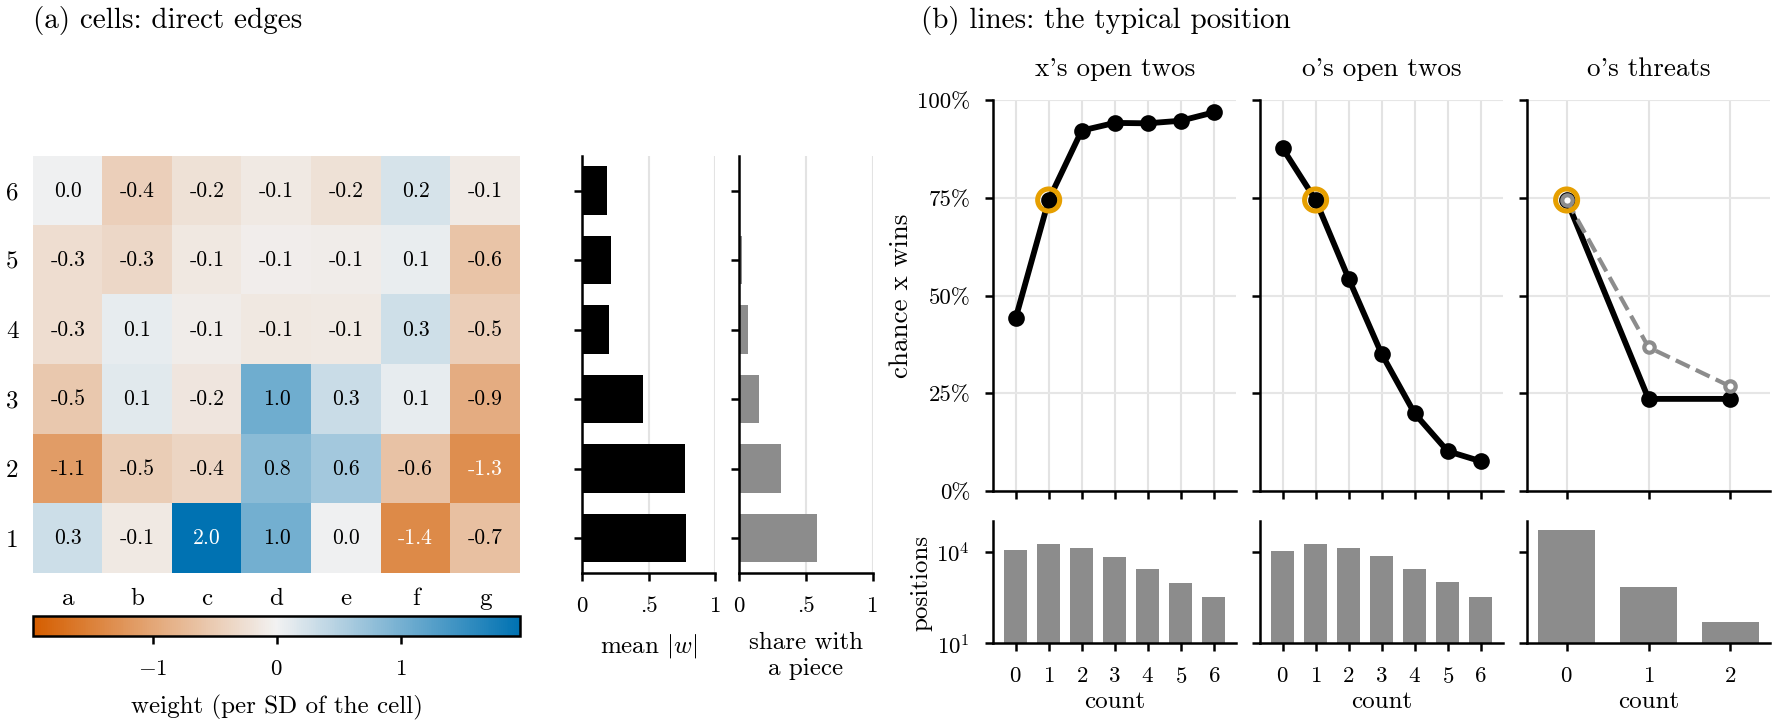 (a) cells: direct edges
6 0.0 -0.4 -0.2 -0.1 -0.2 0.2 -0.1
5 -0.3 -0.3 -0.1 -0.1 -0.1 0.1 -0.6
4 -0.3 0.1 -0.1 -0.1 -0.1 0.3 -0.5
3 -0.5 0.1 -0.2 1.0 0.3 0.1 -0.9
2 -1.1 -0.5 -0.4 0.8 0.6 -0.6 -1.3
1 0.3 -0.1 2.0 1.0 0.0 -1.4 -0.7
a b c d e f g
−1 0 1
weight (per SD of the cell)
0 .5 1
mean |w|
0 .5 1
share with
a piece
(b) lines: the typical position
x's open twos
o's open twos
o's threats
chance x wins
100%
75%
50%
25%
0%
positions
10⁴
10¹
0 1 2 3 4 5 6
count
0 1 2 3 4 5 6
count
0 1 2
count